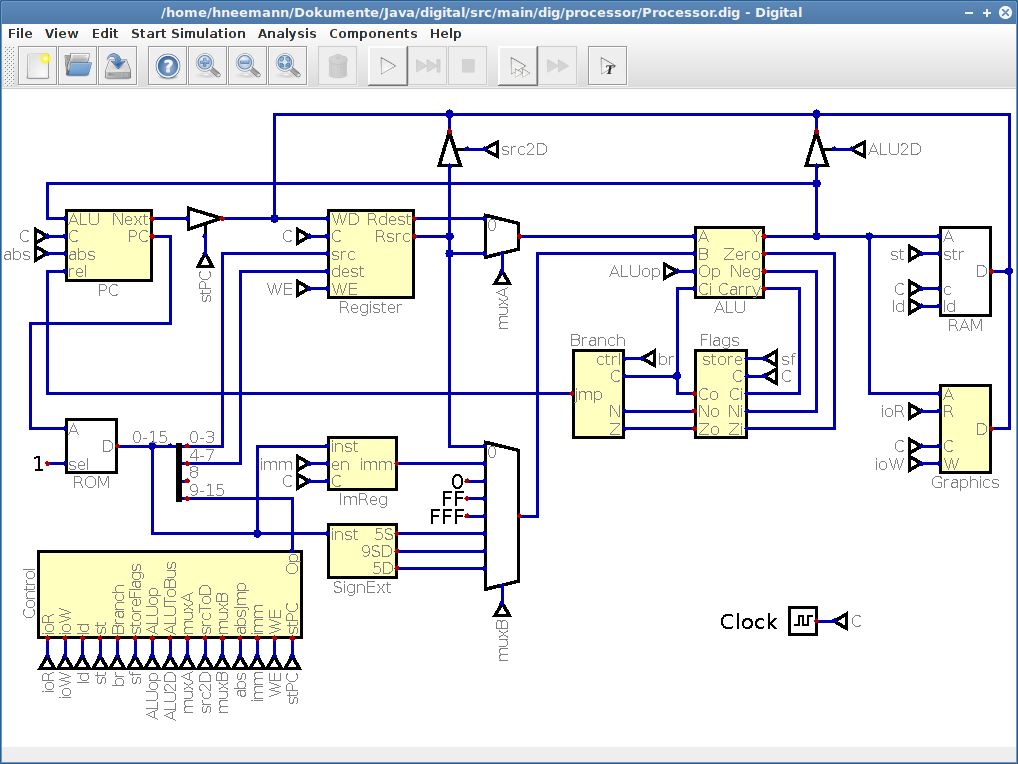 /home/hneemann/Dokumente/Java/digital/src/main/dig/processor/Processor.dig - Digital
File View Edit Start Simulation Analysis Components Help
src2D
ALU2D
ALU Next
C PC
abs
rel
C
abs
PC
stPC
WD Rdest
C Rsrc
src
dest
WE
C
WE
Register
0
muxA
A Y
B Zero
Op Neg
Ci Carry
ALUop
ALU
A
str
D
c
ld
st
C
ld
RAM
Branch
ctrl
C
jmp
N
Z
br
Flags
store
C
Co Ci
No Ni
Zo Zi
sf
C
A
R
D
C
W
ioR
C
ioW
Graphics
A
D
sel
1
ROM
0-15
0-3
4-7
8
9-15
inst
en imm
C
imm
C
ImReg
inst 5S
9SD
5D
SignExt
0
0
FF
FFF
muxB
Control
Op
ioR
ioW
ld
st
Branch
storeFlags
ALUop
ALUToBus
muxA
srcToD
muxB
absJmp
imm
WE
stPC
ioR
ioW
ld
st
br
sf
ALUop
ALU2D
muxA
src2D
muxB
abs
imm
WE
stPC
Clock
C